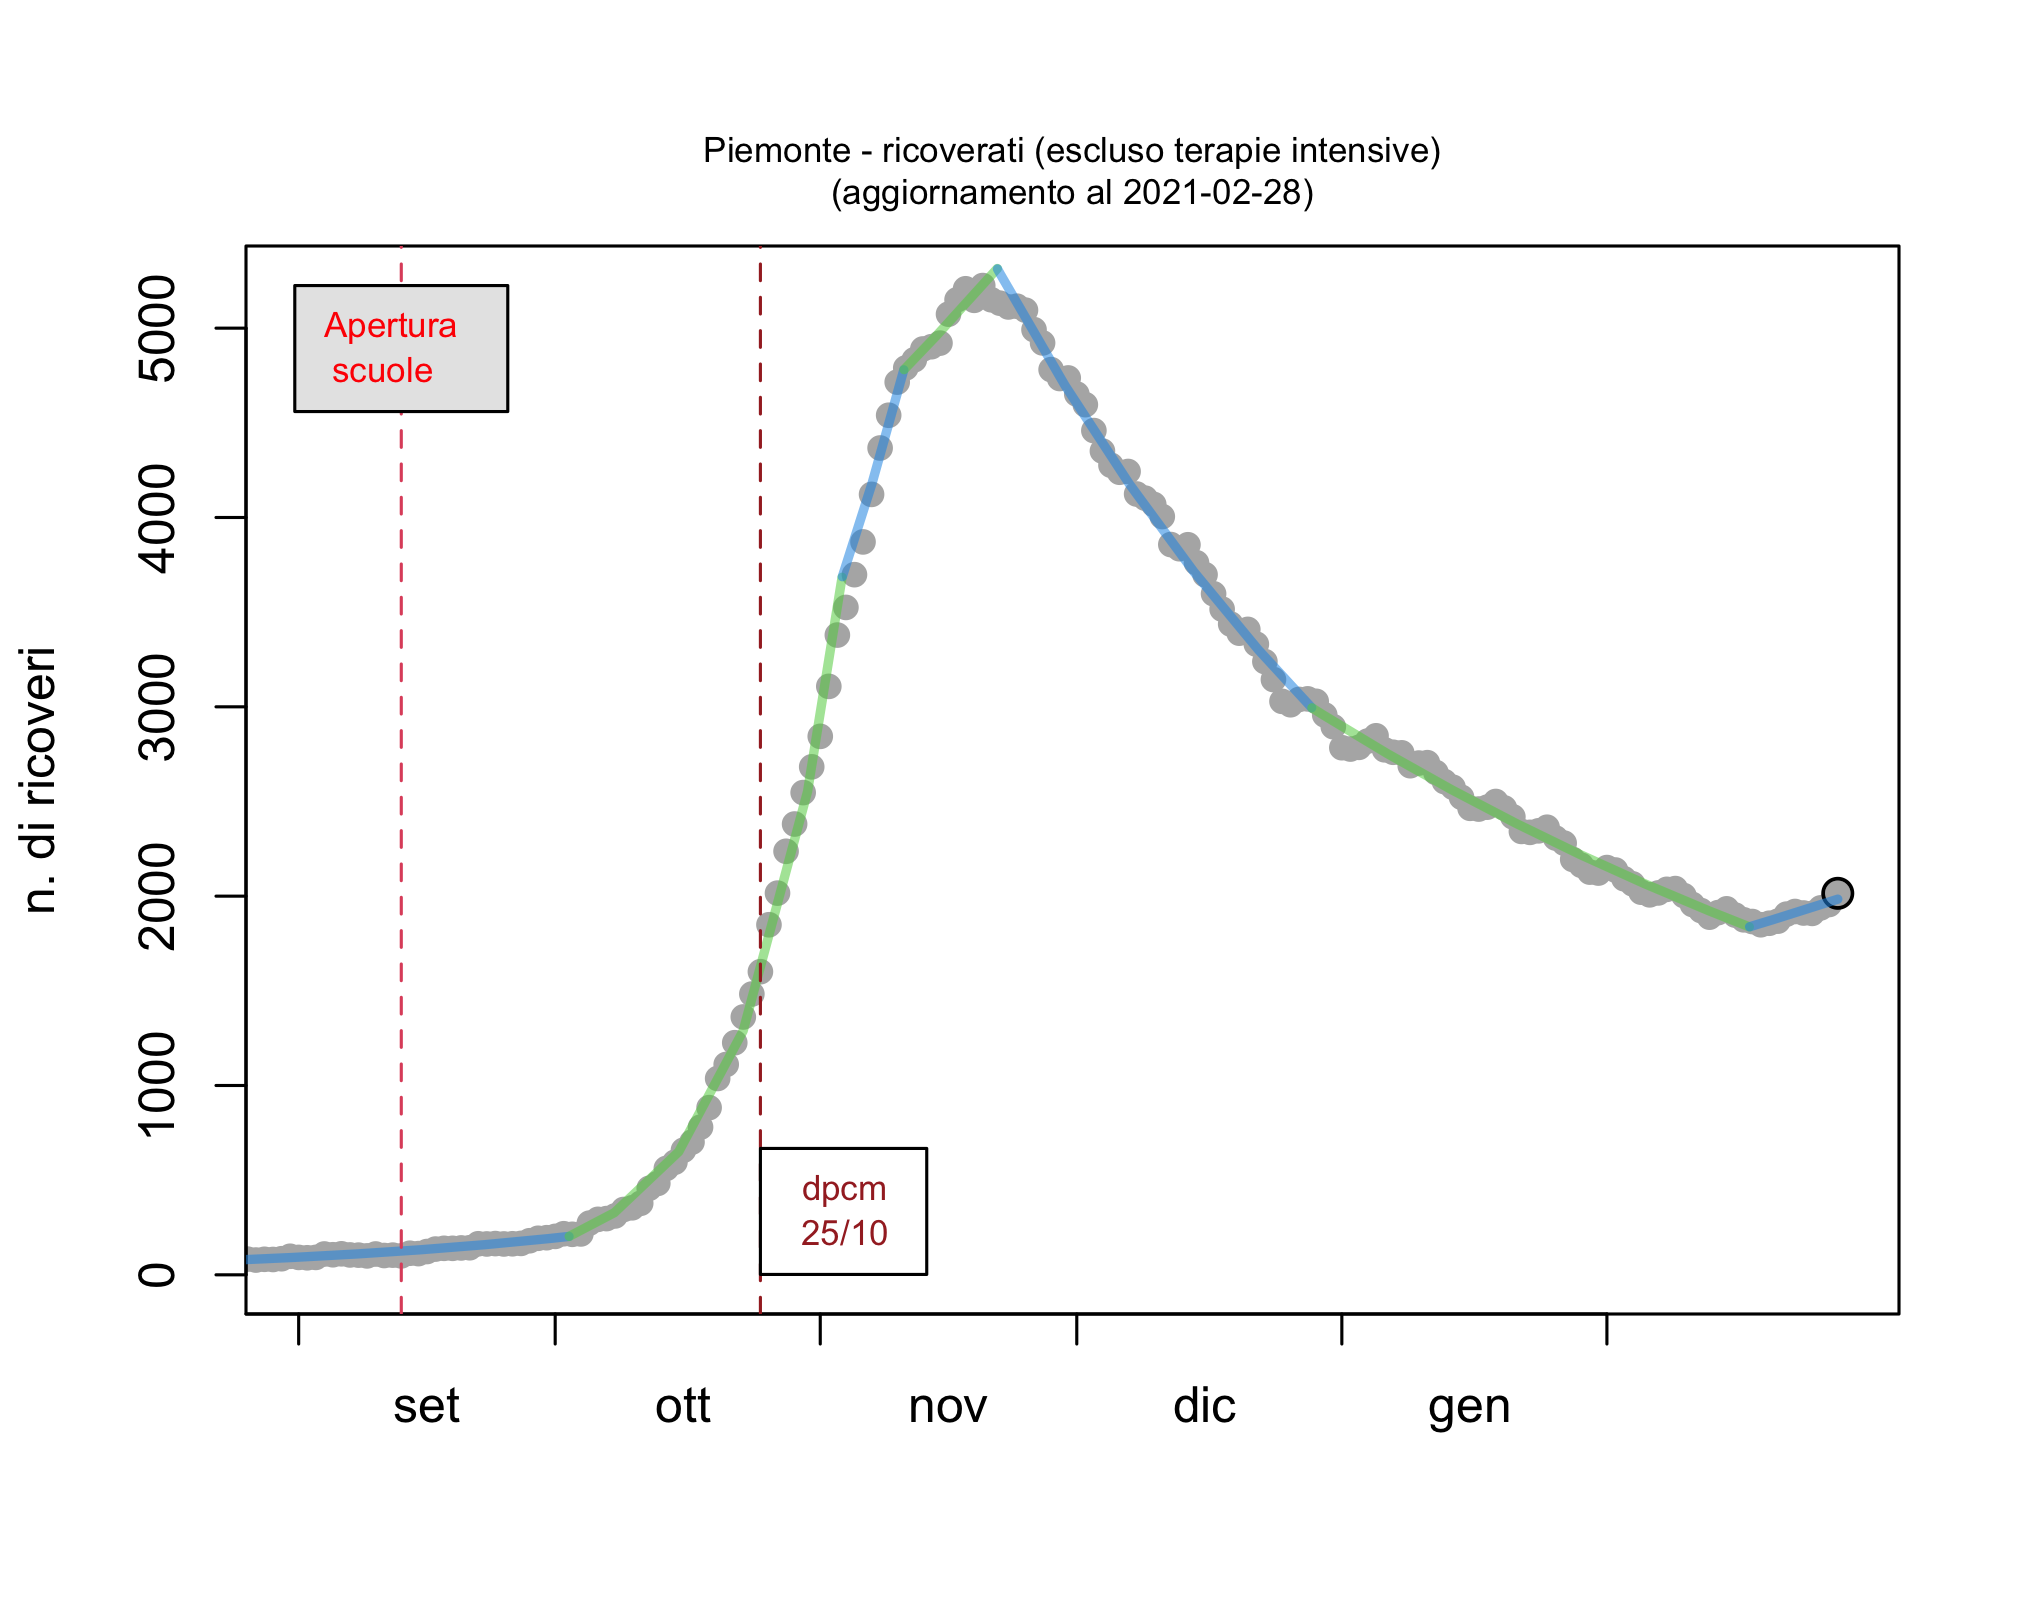 Piemonte - ricoverati (escluso terapie intensive)
(aggiornamento al 2021-02-28)
Apertura
scuole
dpcm
25/10
n. di ricoveri
5000
4000
3000
2000
1000
0
set ott nov dic gen